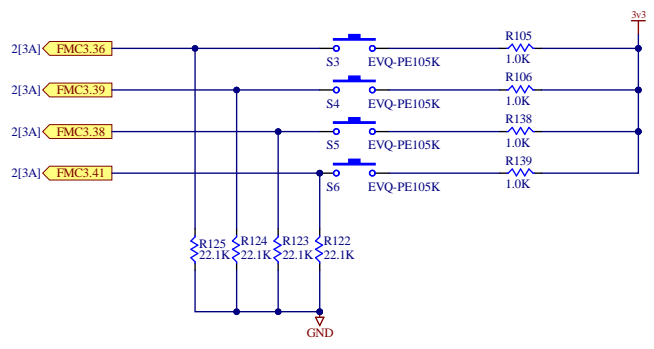 3v3
2[3A] FMC3.36
R105
1.0K
S3 EVQ-PE105K
2[3A] FMC3.39
R106
1.0K
S4 EVQ-PE105K
2[3A] FMC3.38
R138
1.0K
S5 EVQ-PE105K
2[3A] FMC3.41
R139
1.0K
S6 EVQ-PE105K
R125 R124 R123 R122
22.1K 22.1K 22.1K 22.1K
GND